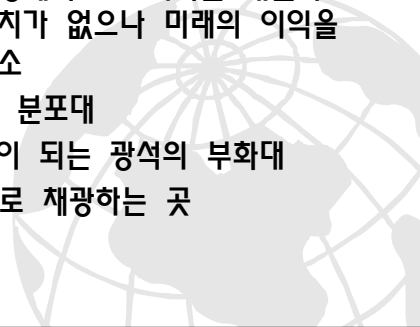 치가 없으나 미래의 이익을
소
분포대
이 되는 광석의 부화대
로 채광하는 곳